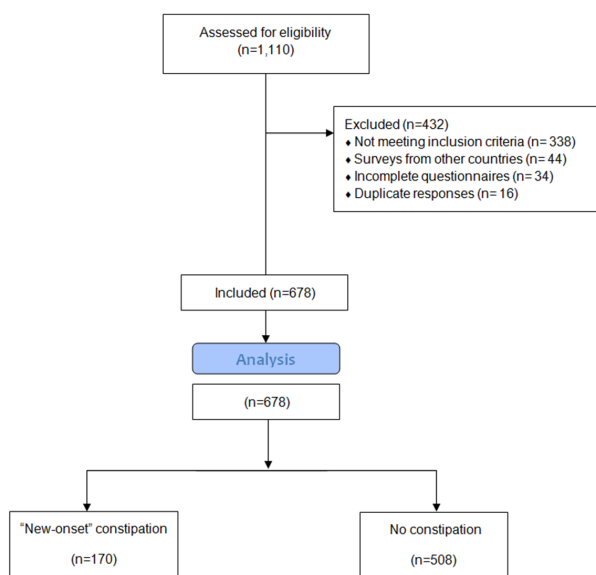 Assessed for eligibility
(n=1,110)
Excluded (n=432)
♦ Not meeting inclusion criteria (n= 338)
♦ Surveys from other countries (n= 44)
♦ Incomplete questionnaires (n= 34)
♦ Duplicate responses (n= 16)
Included (n=678)
Analysis
(n=678)
“New-onset” constipation
(n=170)
No constipation
(n=508)